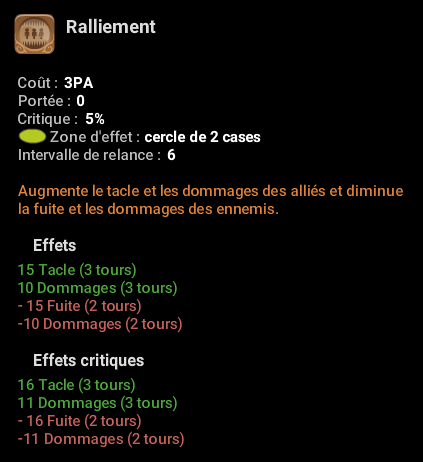 Ralliement
Coût : 3PA
Portée : 0
Critique : 5%
Zone d'effet : cercle de 2 cases
Intervalle de relance : 6
Augmente le tacle et les dommages des alliés et diminue
la fuite et les dommages des ennemis.
Effets
15 Tacle (3 tours)
10 Dommages (3 tours)
- 15 Fuite (2 tours)
-10 Dommages (2 tours)
Effets critiques
16 Tacle (3 tours)
11 Dommages (3 tours)
- 16 Fuite (2 tours)
-11 Dommages (2 tours)